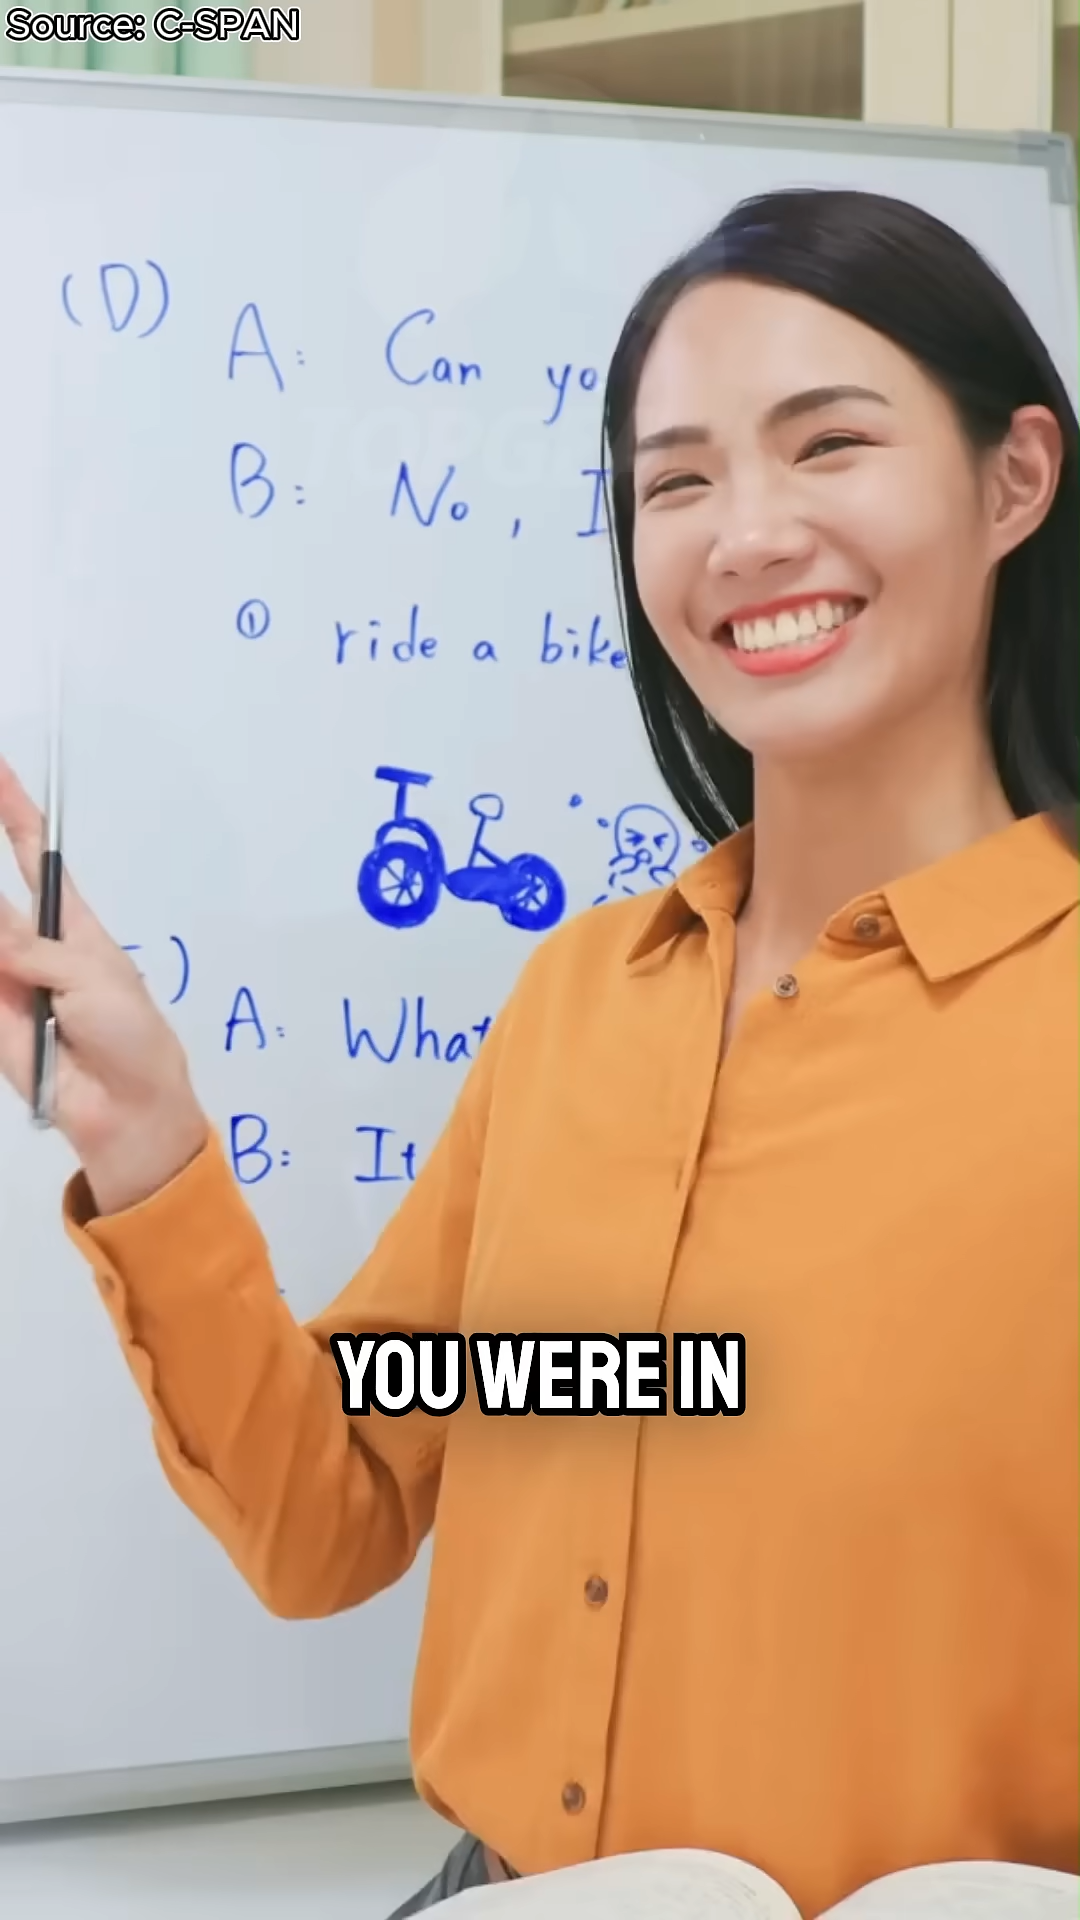 Source: C-SPAN
(D)
A: Can yo
B: No, I
① ride a bike
)
A: What
B: It
YOU WERE IN